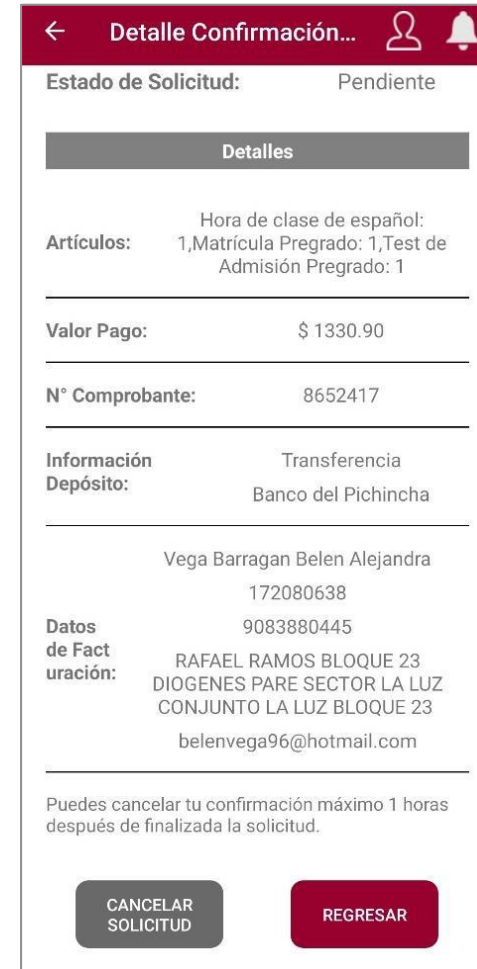 Detalle Confirmación...
Estado de Solicitud: Pendiente
Detalles
Artículos:
Hora de clase de español:
1,Matrícula Pregrado: 1,Test de
Admisión Pregrado: 1
Valor Pago: $ 1330.90
N° Comprobante: 8652417
Información
Depósito:
Transferencia
Banco del Pichincha
Datos
de Fact
uración:
Vega Barragan Belen Alejandra
172080638
9083880445
RAFAEL RAMOS BLOQUE 23
DIOGENES PARE SECTOR LA LUZ
CONJUNTO LA LUZ BLOQUE 23
belenvega96@hotmail.com
Puedes cancelar tu confirmación máximo 1 horas
después de finalizada la solicitud.
CANCELAR
SOLICITUD
REGRESAR